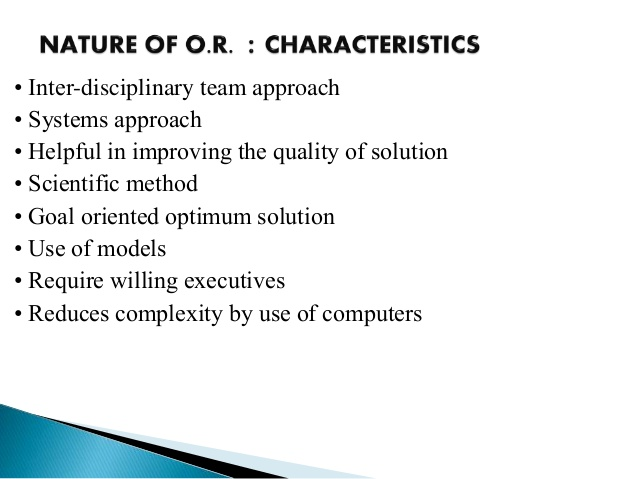 NATURE OF O.R. : CHARACTERISTICS
• Inter-disciplinary team approach
• Systems approach
• Helpful in improving the quality of solution
• Scientific method
• Goal oriented optimum solution
• Use of models
• Require willing executives
• Reduces complexity by use of computers